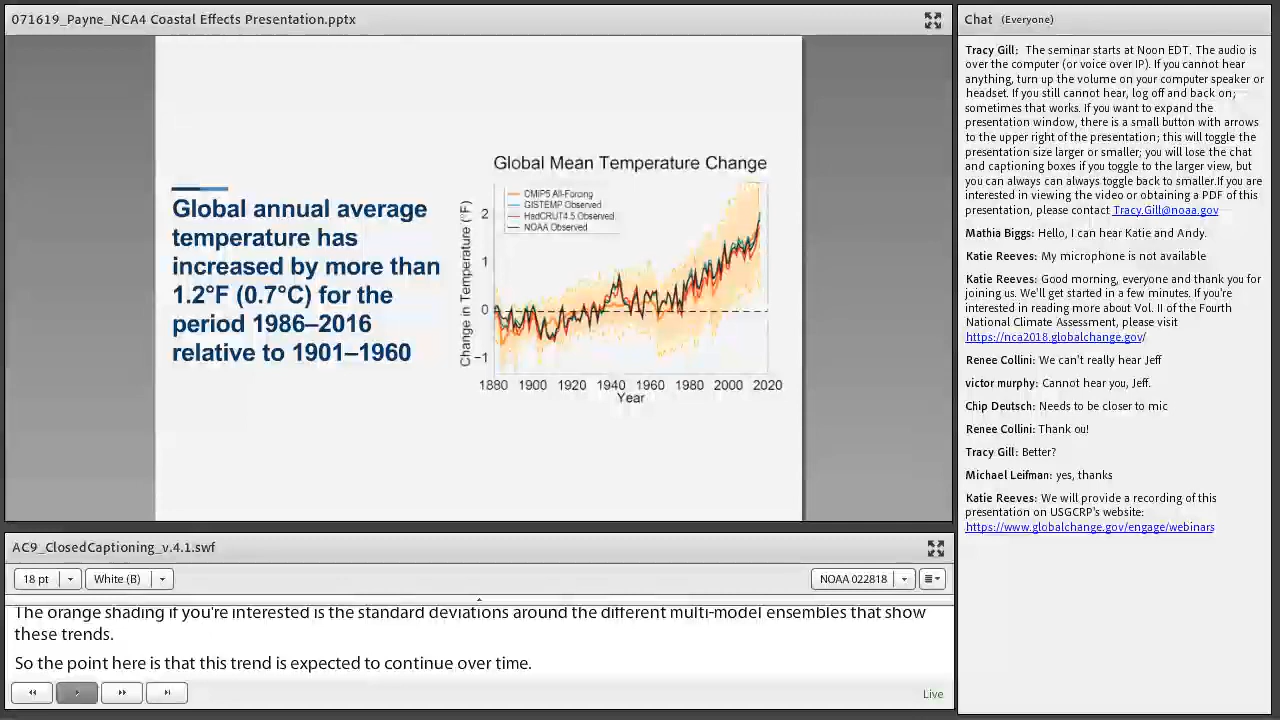 071619_Payne_NCA4 Coastal Effects Presentation.pptx
Global annual average
temperature has
increased by more than
1.2°F (0.7°C) for the
period 1986–2016
relative to 1901–1960
Global Mean Temperature Change
CMIP5 All-Forcing
GISTEMP Observed
HadCRUT4.5 Observed
NOAA Observed
Change in Temperature (°F)
2
1
0
−1
1880 1900 1920 1940 1960 1980 2000 2020
Year
AC9_ClosedCaptioning_v.4.1.swf
18 pt
White (B)
NOAA 022818
The orange shading if you're interested is the standard deviations around the different multi-model ensembles that show
these trends.
So the point here is that this trend is expected to continue over time.
Live
Chat (Everyone)
Tracy Gill: The seminar starts at Noon EDT. The audio is
over the computer (or voice over IP). If you cannot hear
anything, turn up the volume on your computer speaker or
headset. If you still cannot hear, log off and back on;
sometimes that works. If you want to expand the
presentation window, there is a small button with arrows
to the upper right of the presentation; this will toggle the
presentation size larger or smaller; you will lose the
chat and captioning boxes if you toggle to the larger view, but
you can always can always toggle back to smaller.If you are
interested in viewing the video or obtaining a PDF of this
presentation, please contact Tracy.Gill@noaa.gov
Mathia Biggs: Hello, I can hear Katie and Andy.
Katie Reeves: My microphone is not available
Katie Reeves: Good morning, everyone and thank you for
joining us. We'll get started in a few minutes. If you're
interested in reading more about Vol. II of the Fourth
National Climate Assessment, please visit
https://nca2018.globalchange.gov/
Renee Collini: We can't really hear Jeff
victor murphy: Cannot hear you, Jeff.
Chip Deutsch: Needs to be closer to mic
Renee Collini: Thank ou!
Tracy Gill: Better?
Michael Leifman: yes, thanks
Katie Reeves: We will provide a recording of this
presentation on USGCRP's website:
https://www.globalchange.gov/engage/webinars